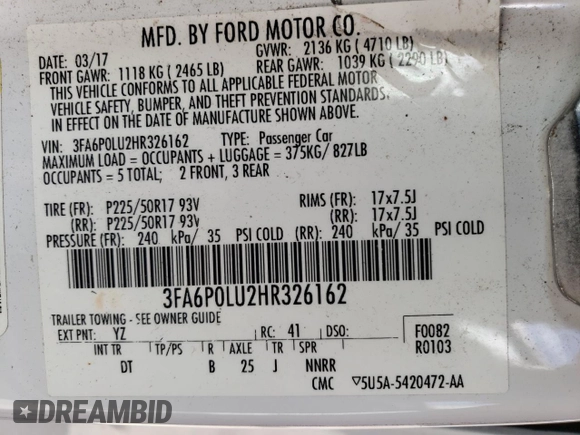 MFD. BY FORD MOTOR CO.
DATE: 03/17 GVWR: 2136 KG (4710 LB)
FRONT GAWR: 1118 KG (2465 LB) REAR GAWR: 1039 KG (2290 LB)
THIS VEHICLE CONFORMS TO ALL APPLICABLE FEDERAL MOTOR
VEHICLE SAFETY, BUMPER, AND THEFT PREVENTION STANDARDS
IN EFFECT ON THE DATE OF MANUFACTURE SHOWN ABOVE.
VIN: 3FA6P0LU2HR326162 TYPE: Passenger Car
MAXIMUM LOAD = OCCUPANTS + LUGGAGE = 375KG/ 827LB
OCCUPANTS = 5 TOTAL; 2 FRONT, 3 REAR
TIRE (FR): P225/50R17 93V RIMS (FR): 17x7.5J
(RR): P225/50R17 93V (RR): 17x7.5J
PRESSURE (FR): 240 kPa/ 35 PSI COLD (RR): 240 kPa/ 35 PSI COLD
3FA6P0LU2HR326162
TRAILER TOWING - SEE OWNER GUIDE
EXT PNT: YZ RC: 41 DSO: F0082
INT TR TP/PS R AXLE TR SPR R0103
DT B 25 J NNRR
CMC ▽5U5A-5420472-AA
DREAMBID